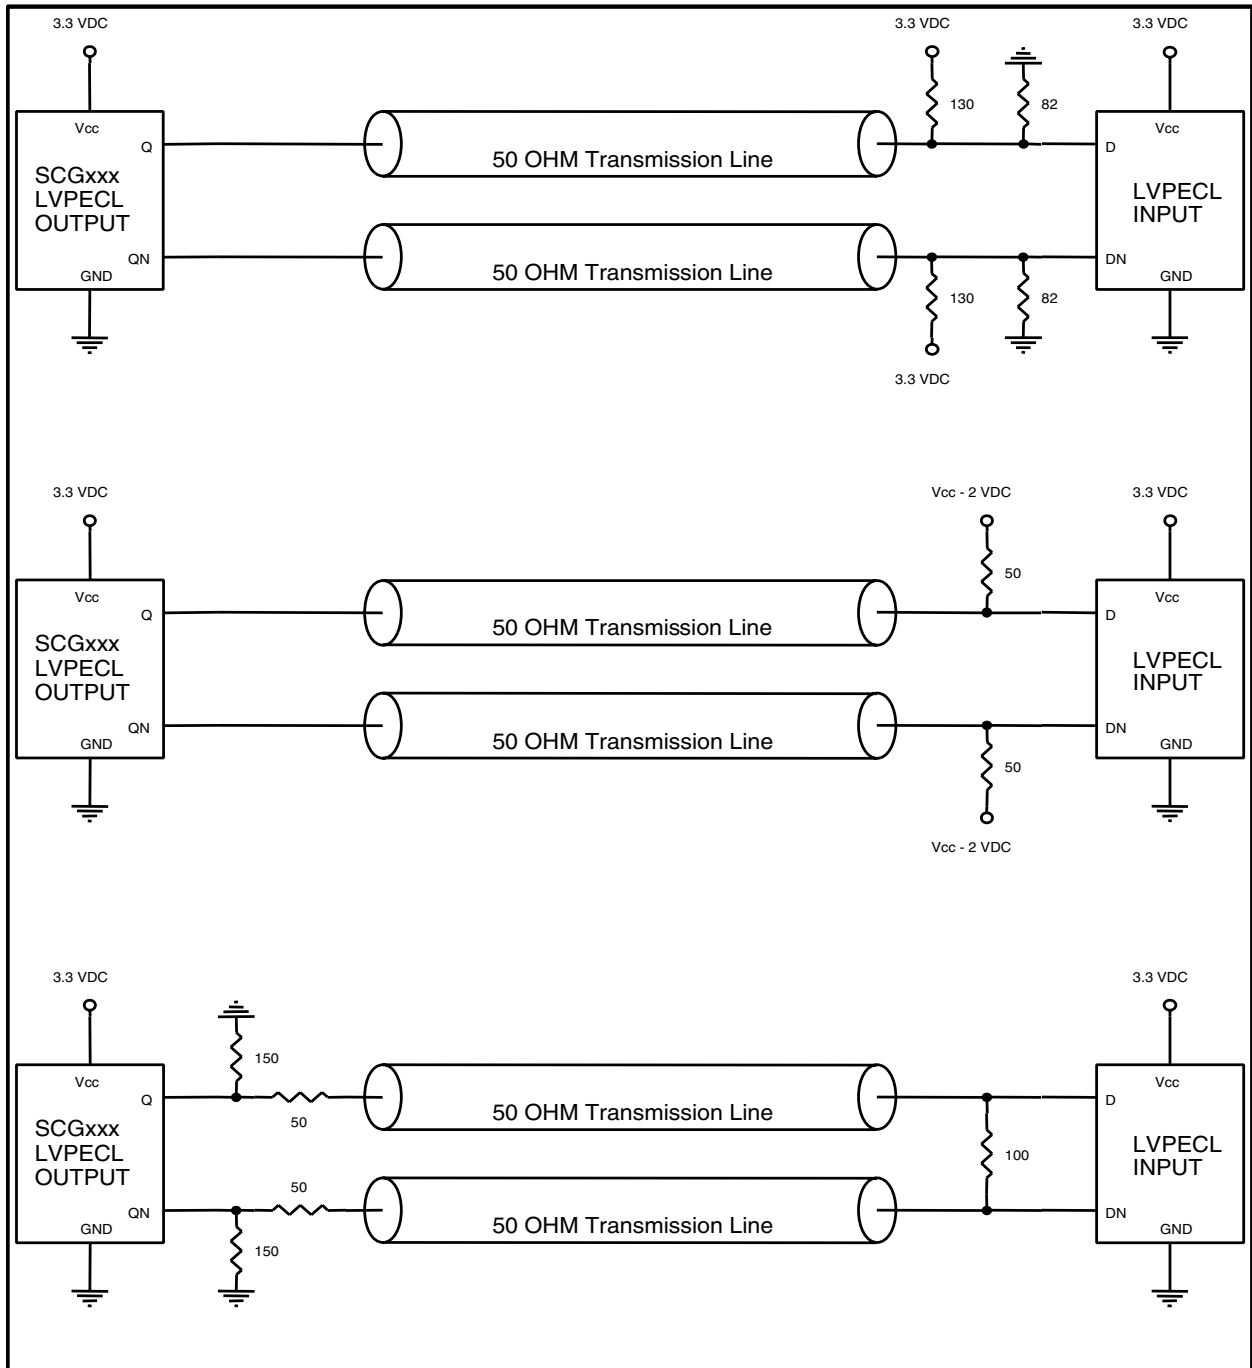 3.3 VDC
3.3 VDC
3.3 VDC
130
82
Vcc
Q
SCGxxx
LVPECL
OUTPUT
QN
GND
50 OHM Transmission Line
50 OHM Transmission Line
Vcc
D
LVPECL
INPUT
DN
GND
130
82
3.3 VDC
3.3 VDC
Vcc - 2 VDC
3.3 VDC
50
Vcc
Q
SCGxxx
LVPECL
OUTPUT
QN
GND
50 OHM Transmission Line
50 OHM Transmission Line
Vcc
D
LVPECL
INPUT
DN
GND
50
Vcc - 2 VDC
3.3 VDC
3.3 VDC
150
Vcc
Q
SCGxxx
LVPECL
OUTPUT
QN
GND
50
50
150
50 OHM Transmission Line
50 OHM Transmission Line
100
Vcc
D
LVPECL
INPUT
DN
GND